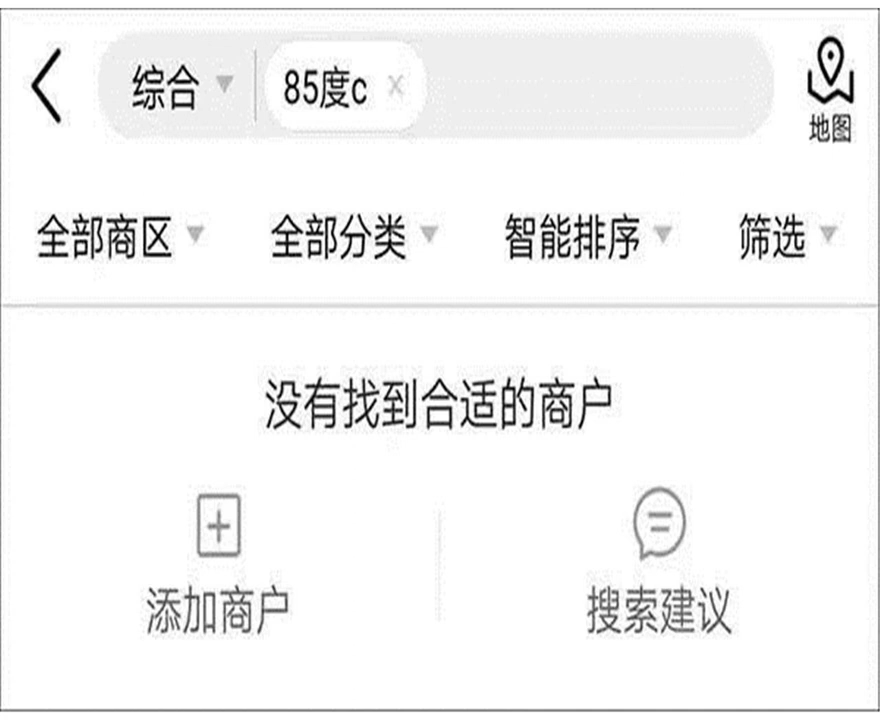 综合 85度c ×
地图
全部商区 全部分类 智能排序 筛选
没有找到合适的商户
添加商户 搜索建议